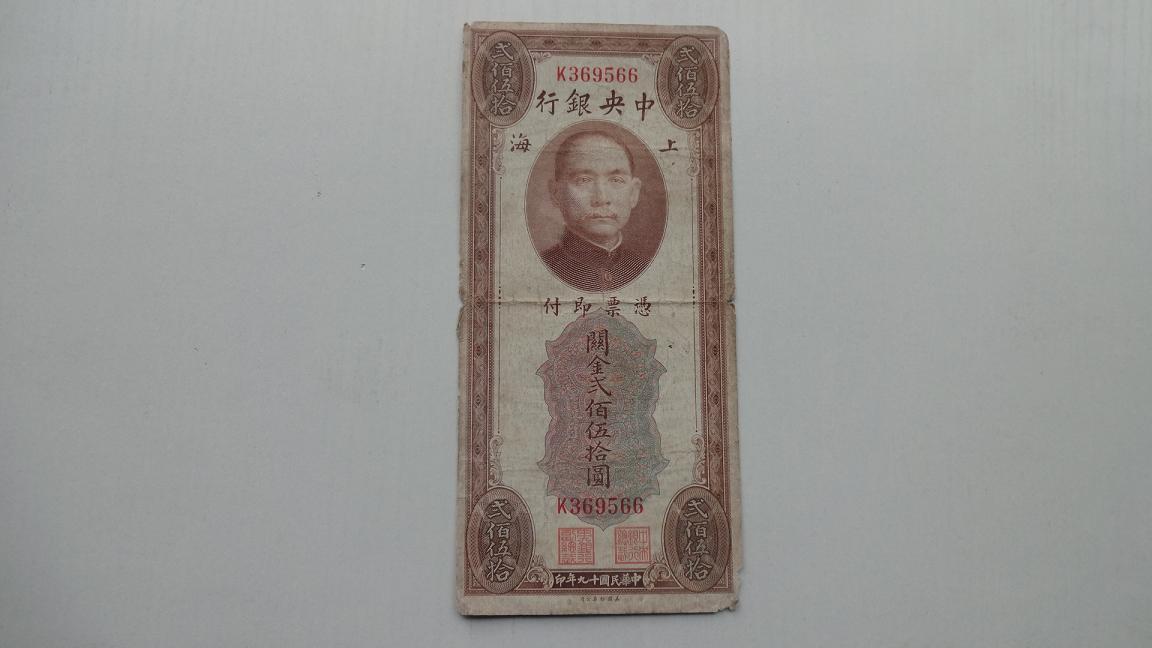 貳佰伍拾
貳佰伍拾
K369566
中央銀行
上海
憑票即付
關金貳佰伍拾圓
K369566
貳佰伍拾
貳佰伍拾
中華民國十九年印